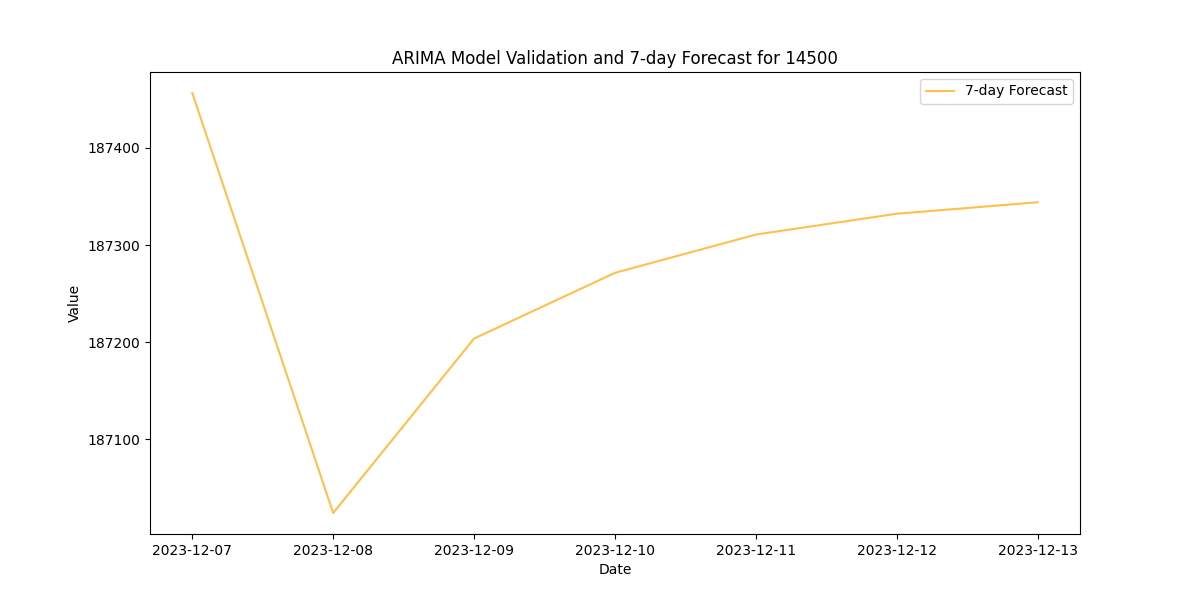 ARIMA Model Validation and 7-day Forecast for 14500
7-day Forecast
187400
187300
187200
187100
Value
2023-12-07 2023-12-08 2023-12-09 2023-12-10 2023-12-11 2023-12-12 2023-12-13
Date